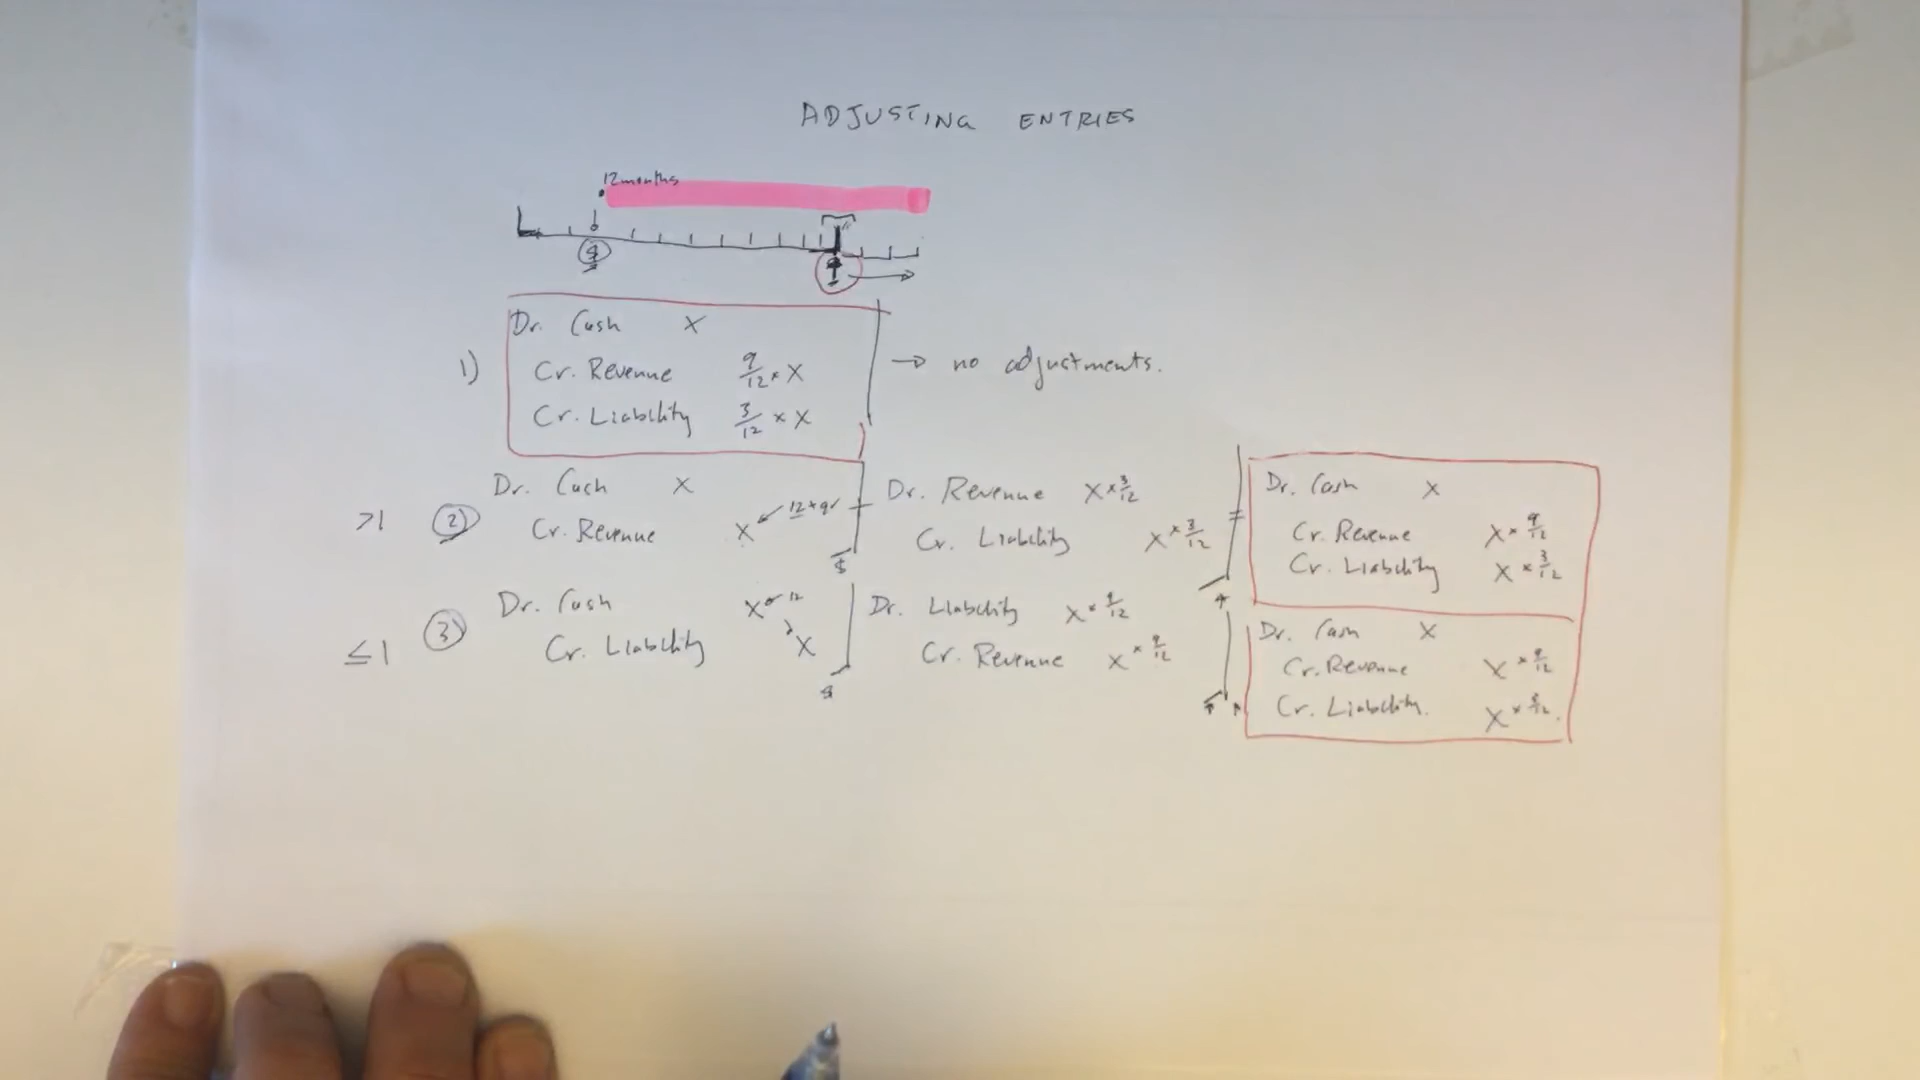 ADJUSTING ENTRIES
12 months
$
Dr. Cash X
1) Cr. Revenue 9/12 × X → no adjustments.
Cr. Liability 3/12 × X
Dr. Cash X Dr. Revenue X × 3/12 Dr. Cash X
>1 2) Cr. Revenue X ← Cr. Liability X × 3/12 = Cr. Revenue X × 9/12
Cr. Liability X × 3/12
$
≤1 3) Dr. Cash X ← 12 Dr. Liability X × 9/12 Dr. Cash X
Cr. Liability X Cr. Revenue X × 9/12 Cr. Revenue X × 9/12
$ Cr. Liability. X × 3/12.